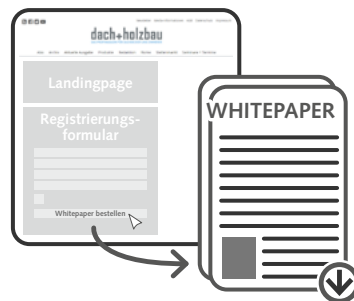 dach+holzbau
Landingpage
Registrierungs-
formular
Whitepaper bestellen
WHITEPAPER